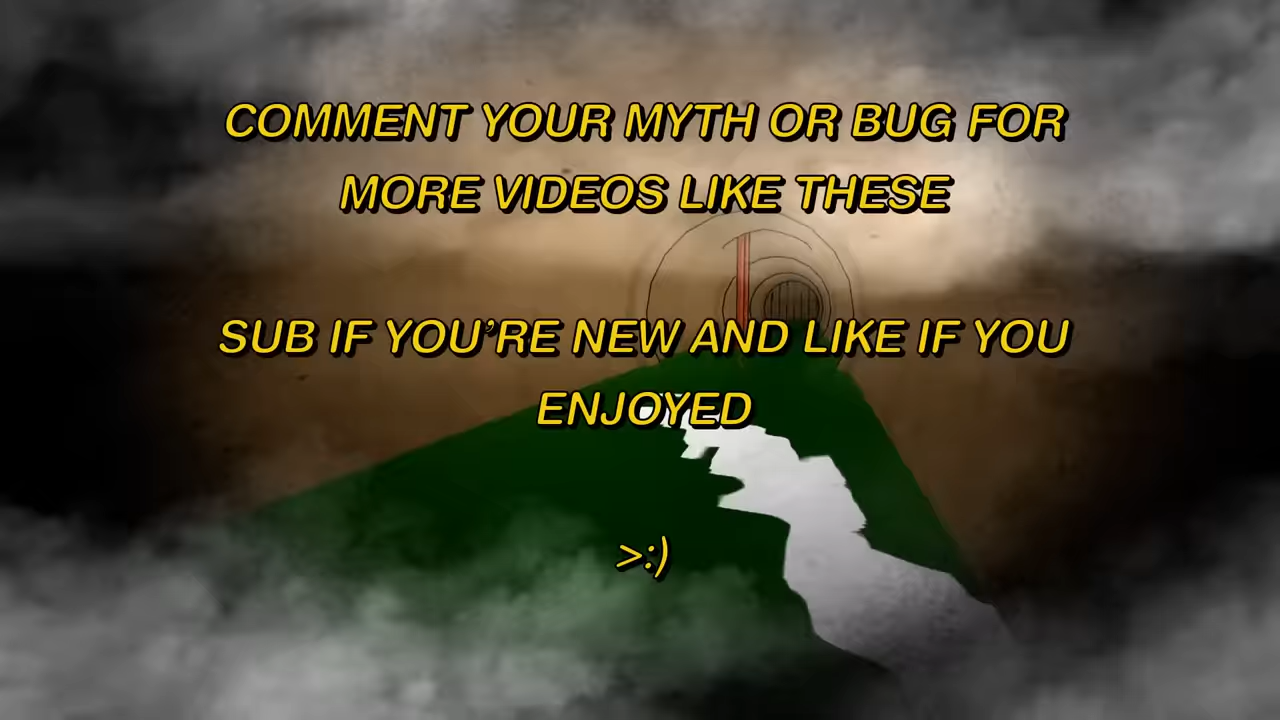 COMMENT YOUR MYTH OR BUG FOR
MORE VIDEOS LIKE THESE
SUB IF YOU’RE NEW AND LIKE IF YOU
ENJOYED
>:)